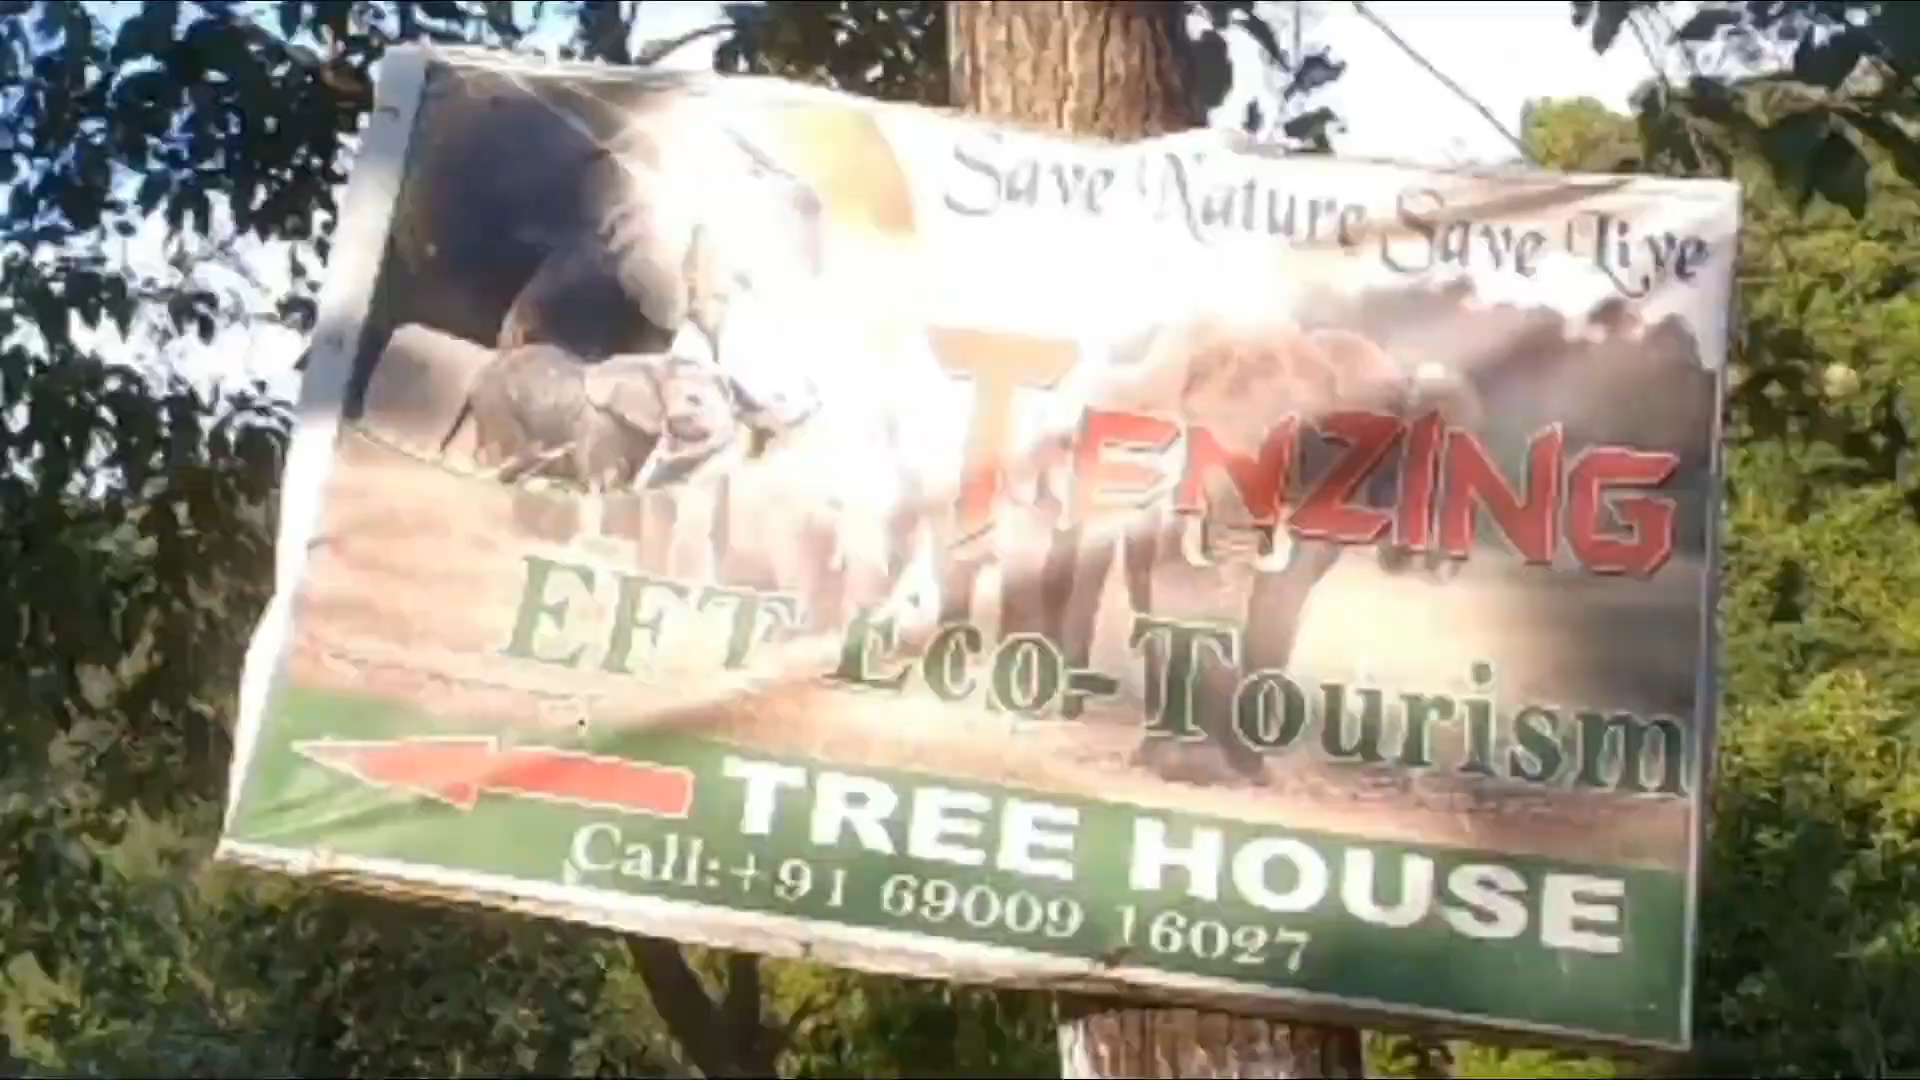 Save Nature Save Live
TENZING
EFT Eco-Tourism
TREE HOUSE
Call:+91 69009 16027